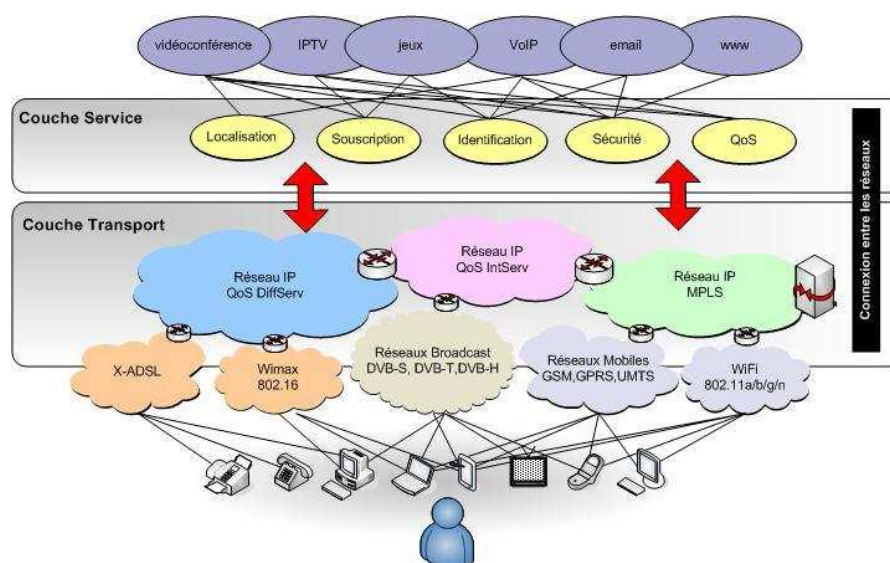 vidéoconférence
IPTV
jeux
VoIP
email
www
Couche Service
Localisation
Souscription
Identification
Sécurité
QoS
Connexion entre les réseaux
Couche Transport
Réseau IP
QoS DiffServ
Réseau IP
QoS IntServ
Réseau IP
MPLS
X-ADSL
Wimax
802.16
Réseaux Broadcast
DVB-S, DVB-T,DVB-H
Réseaux Mobiles
GSM,GPRS,UMTS
WiFi
802.11a/b/g/n